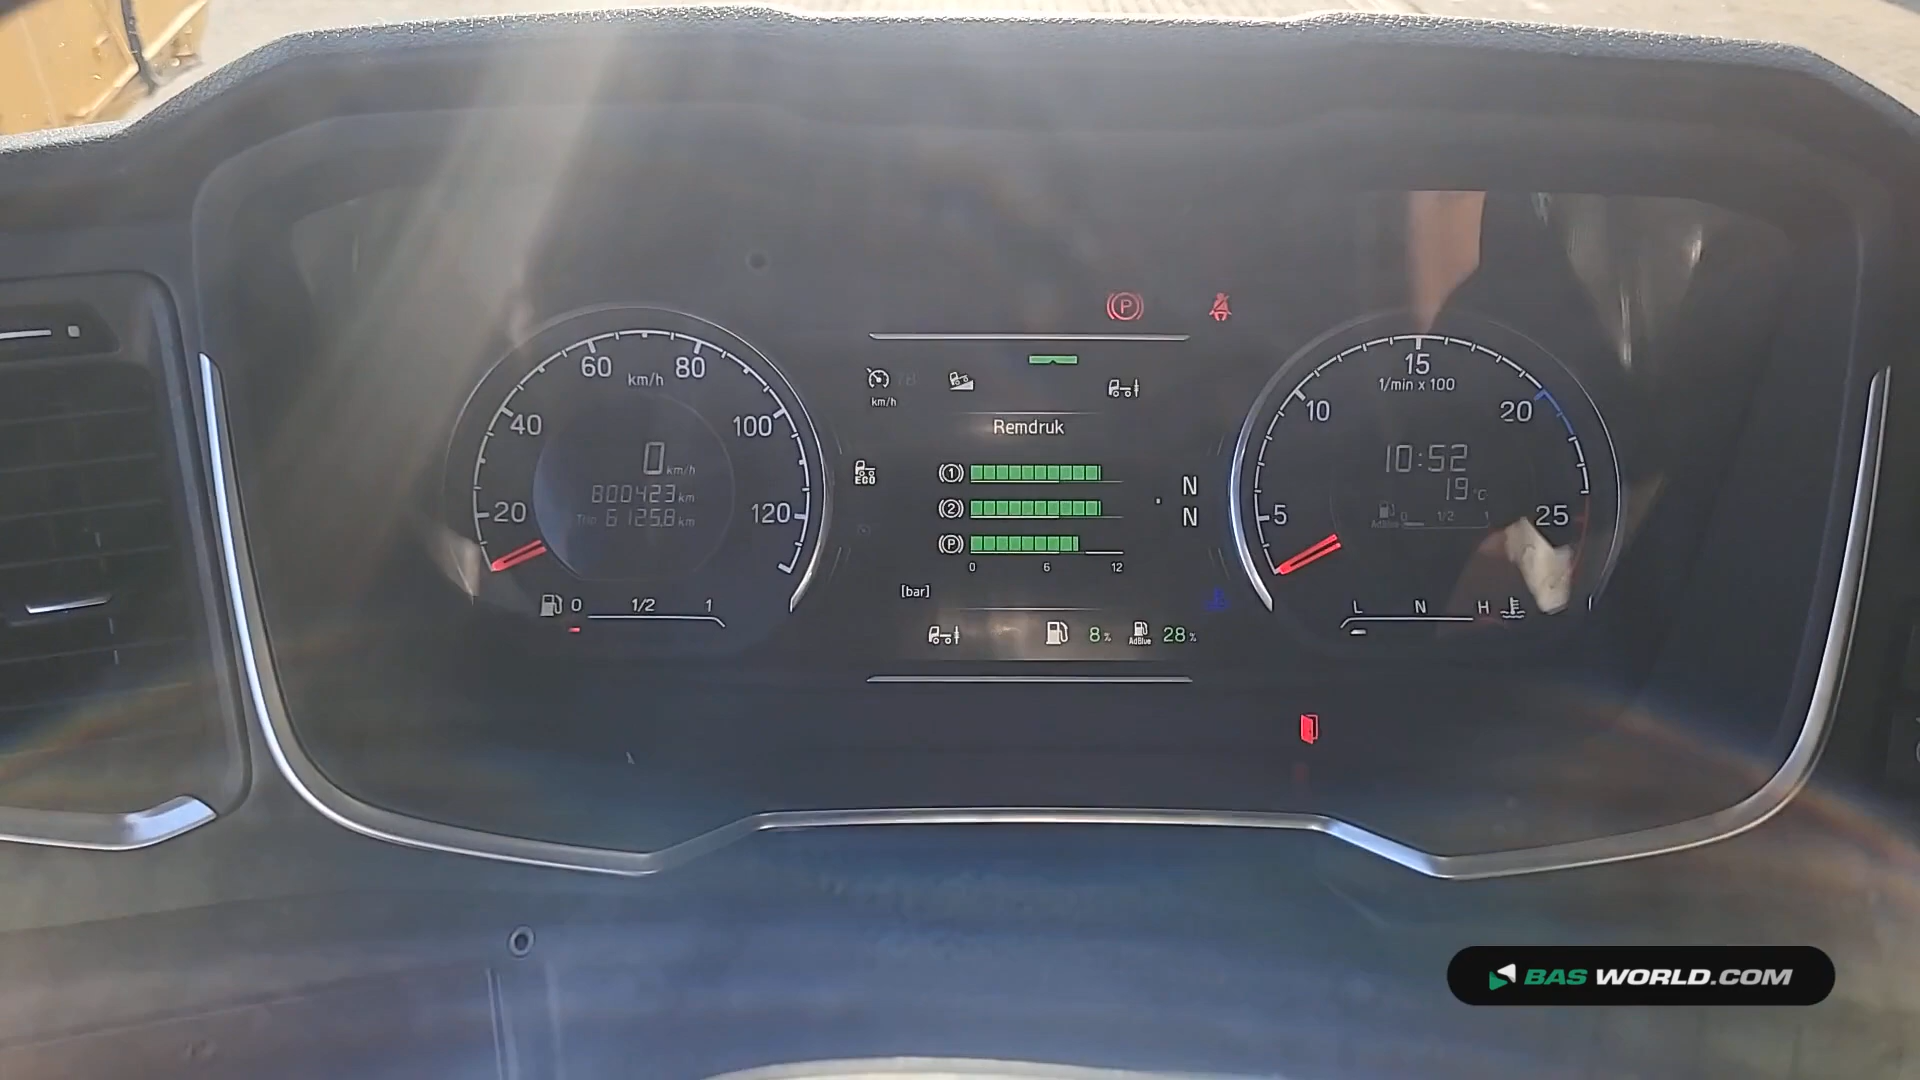 60
80
km/h
40
100
20
120
0 km/h
800423 km
Trip 6125.8 km
0 1/2 1
km/h
Remdruk
ECO
1
2
P
0 6 12
[bar]
8%
AdBlue 28%
N
N
P
15
1/min x 100
10
20
5
25
10:52
19 °C
AdBlue 0 1/2 1
L N H
BAS WORLD.COM